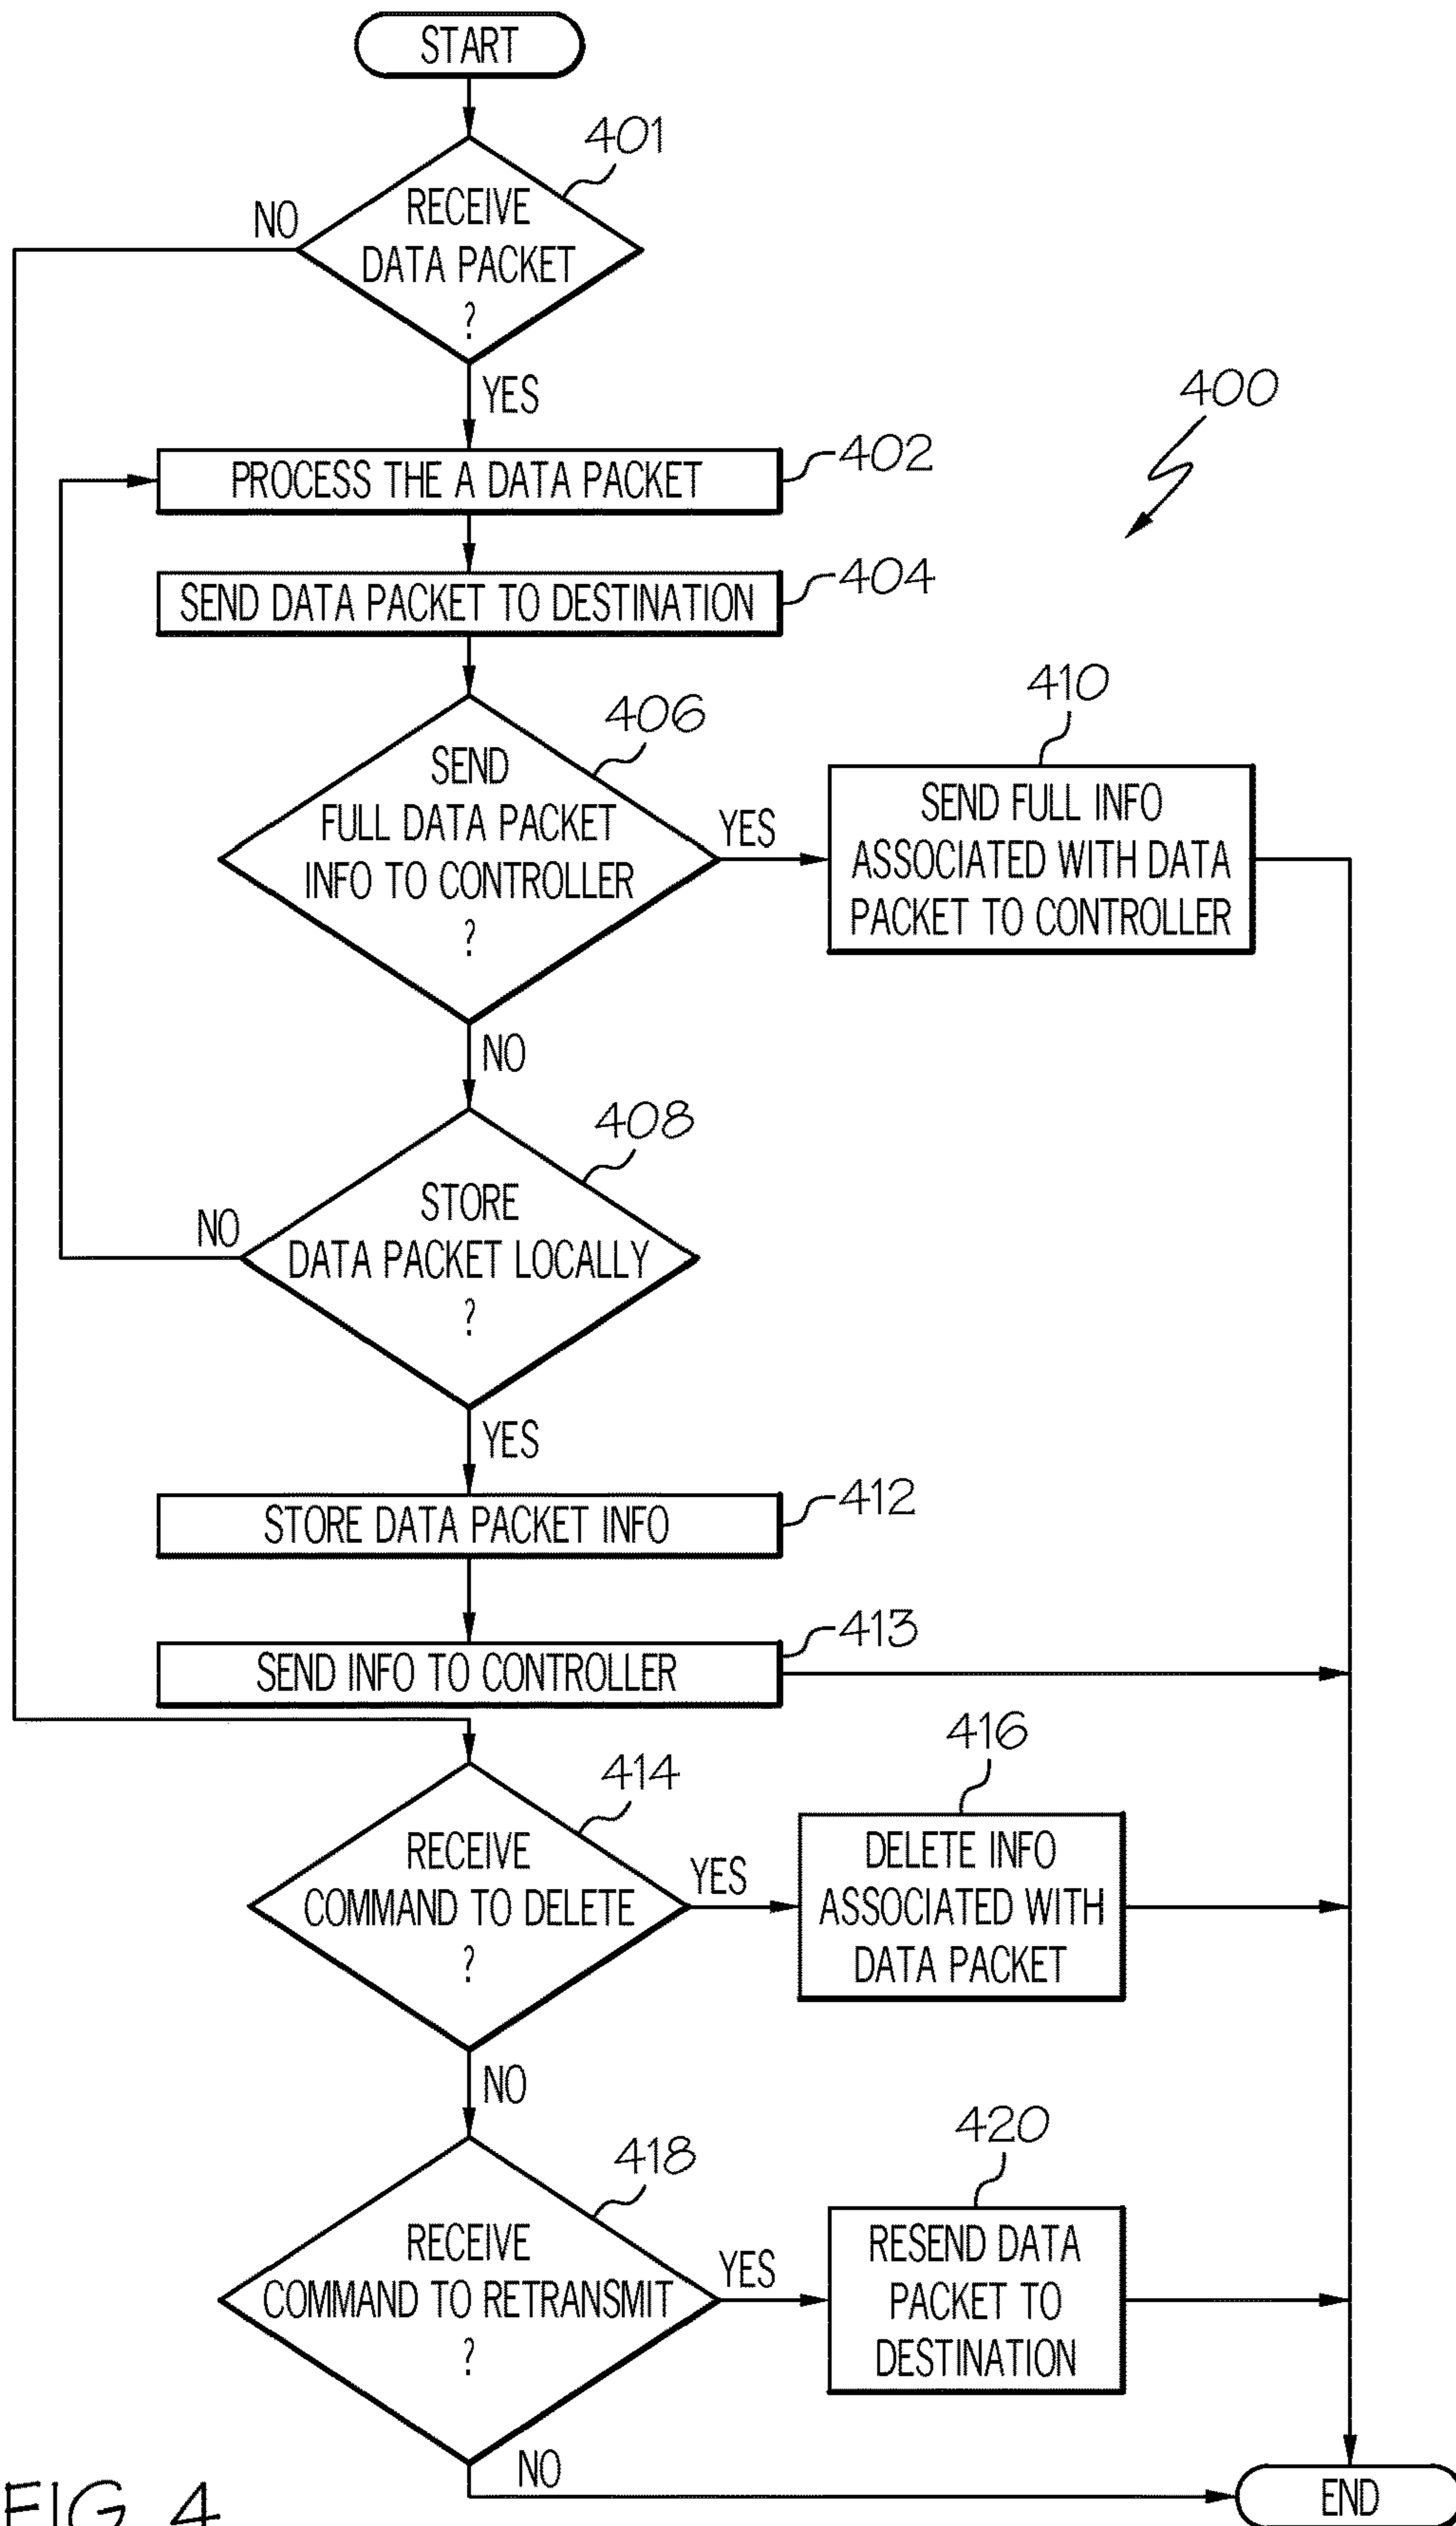 START
401
RECEIVE
DATA PACKET
?
NO
YES
400
PROCESS THE A DATA PACKET
402
SEND DATA PACKET TO DESTINATION
404
406
SEND
FULL DATA PACKET
INFO TO CONTROLLER
?
YES
410
SEND FULL INFO
ASSOCIATED WITH DATA
PACKET TO CONTROLLER
NO
408
STORE
DATA PACKET LOCALLY
?
NO
YES
STORE DATA PACKET INFO
412
SEND INFO TO CONTROLLER
413
414
RECEIVE
COMMAND TO DELETE
?
YES
416
DELETE INFO
ASSOCIATED WITH
DATA PACKET
NO
418
RECEIVE
COMMAND TO RETRANSMIT
?
YES
420
RESEND DATA
PACKET TO
DESTINATION
NO
END
FIG. 4